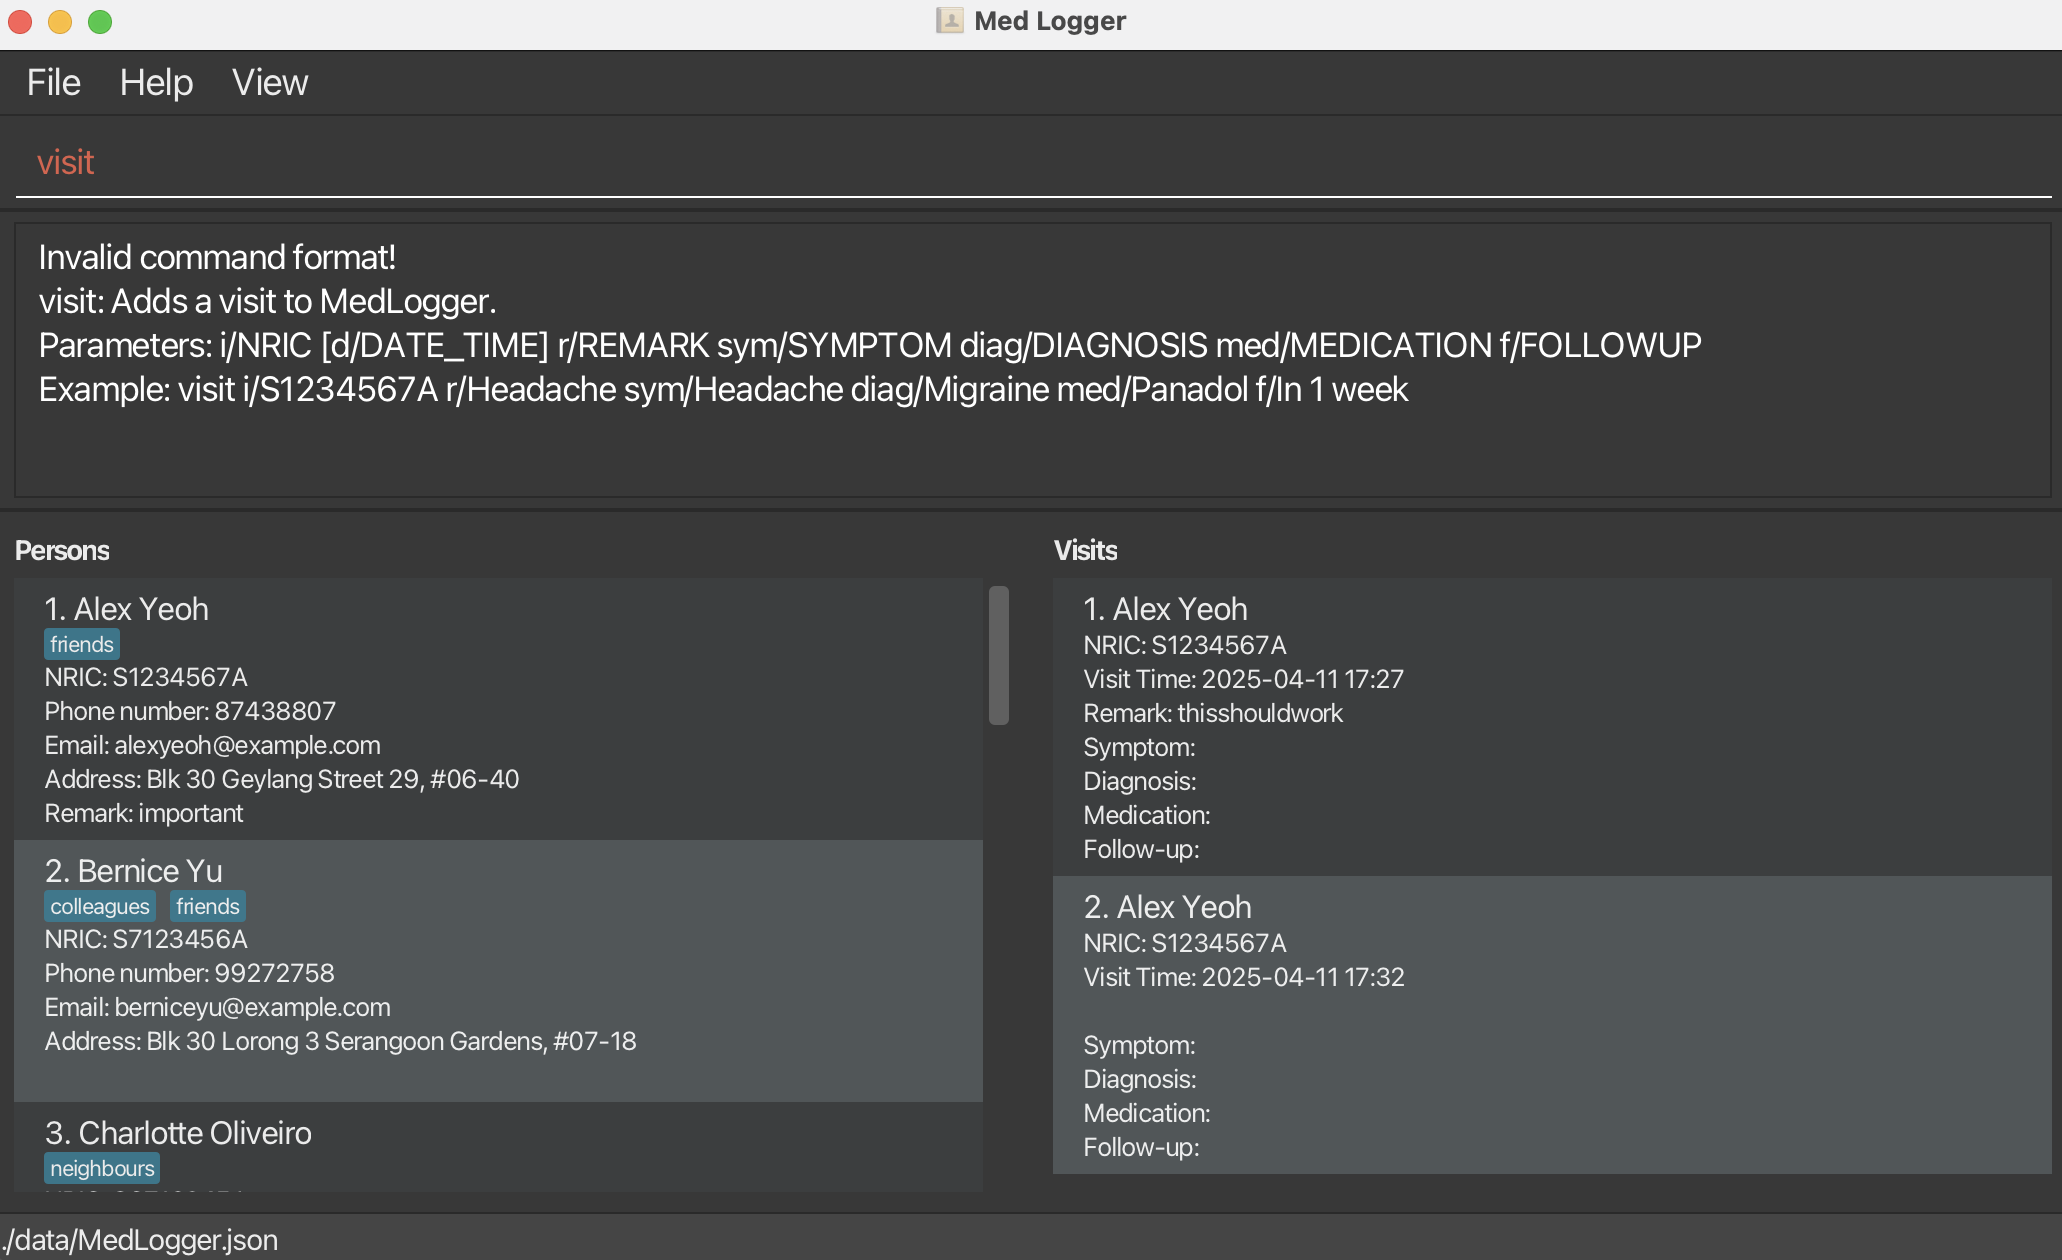 Med Logger
File Help View
visit
Invalid command format!
visit: Adds a visit to MedLogger.
Parameters: i/NRIC [d/DATE_TIME] r/REMARK sym/SYMPTOM diag/DIAGNOSIS med/MEDICATION f/FOLLOWUP
Example: visit i/S1234567A r/Headache sym/Headache diag/Migraine med/Panadol f/In 1 week
Persons
1. Alex Yeoh
friends
NRIC: S1234567A
Phone number: 87438807
Email: alexyeoh@example.com
Address: Blk 30 Geylang Street 29, #06-40
Remark: important
2. Bernice Yu
colleagues friends
NRIC: S7123456A
Phone number: 99272758
Email: berniceyu@example.com
Address: Blk 30 Lorong 3 Serangoon Gardens, #07-18
3. Charlotte Oliveiro
neighbours
Visits
1. Alex Yeoh
NRIC: S1234567A
Visit Time: 2025-04-11 17:27
Remark: thisshouldwork
Symptom:
Diagnosis:
Medication:
Follow-up:
2. Alex Yeoh
NRIC: S1234567A
Visit Time: 2025-04-11 17:32
Symptom:
Diagnosis:
Medication:
Follow-up:
./data/MedLogger.json